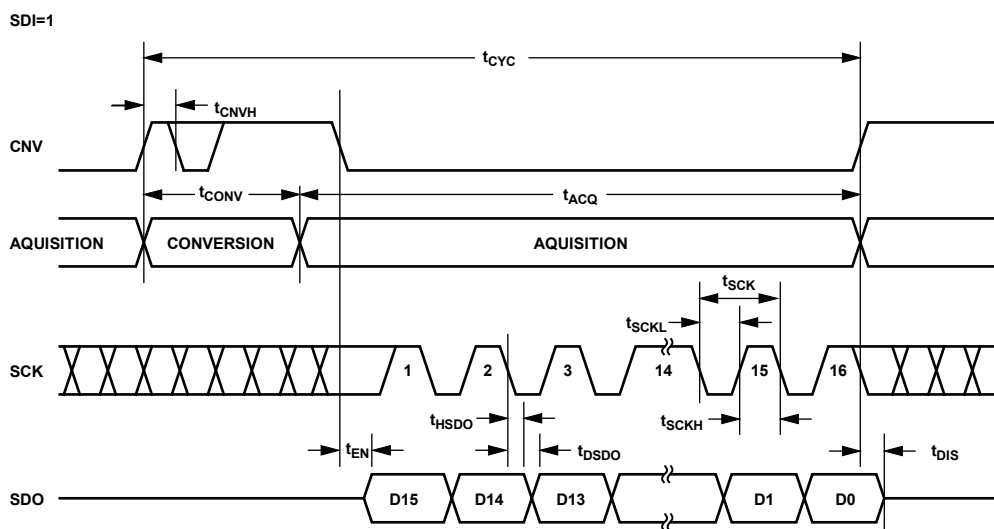 SDI=1
tCYC
tCNVH
CNV
tCONV
tACQ
AQUISITION
CONVERSION
AQUISITION
tSCK
tSCKL
SCK
1
2
3
14
15
16
tHSDO
tSCKH
tEN
tDSDO
tDIS
SDO
D15
D14
D13
D1
D0